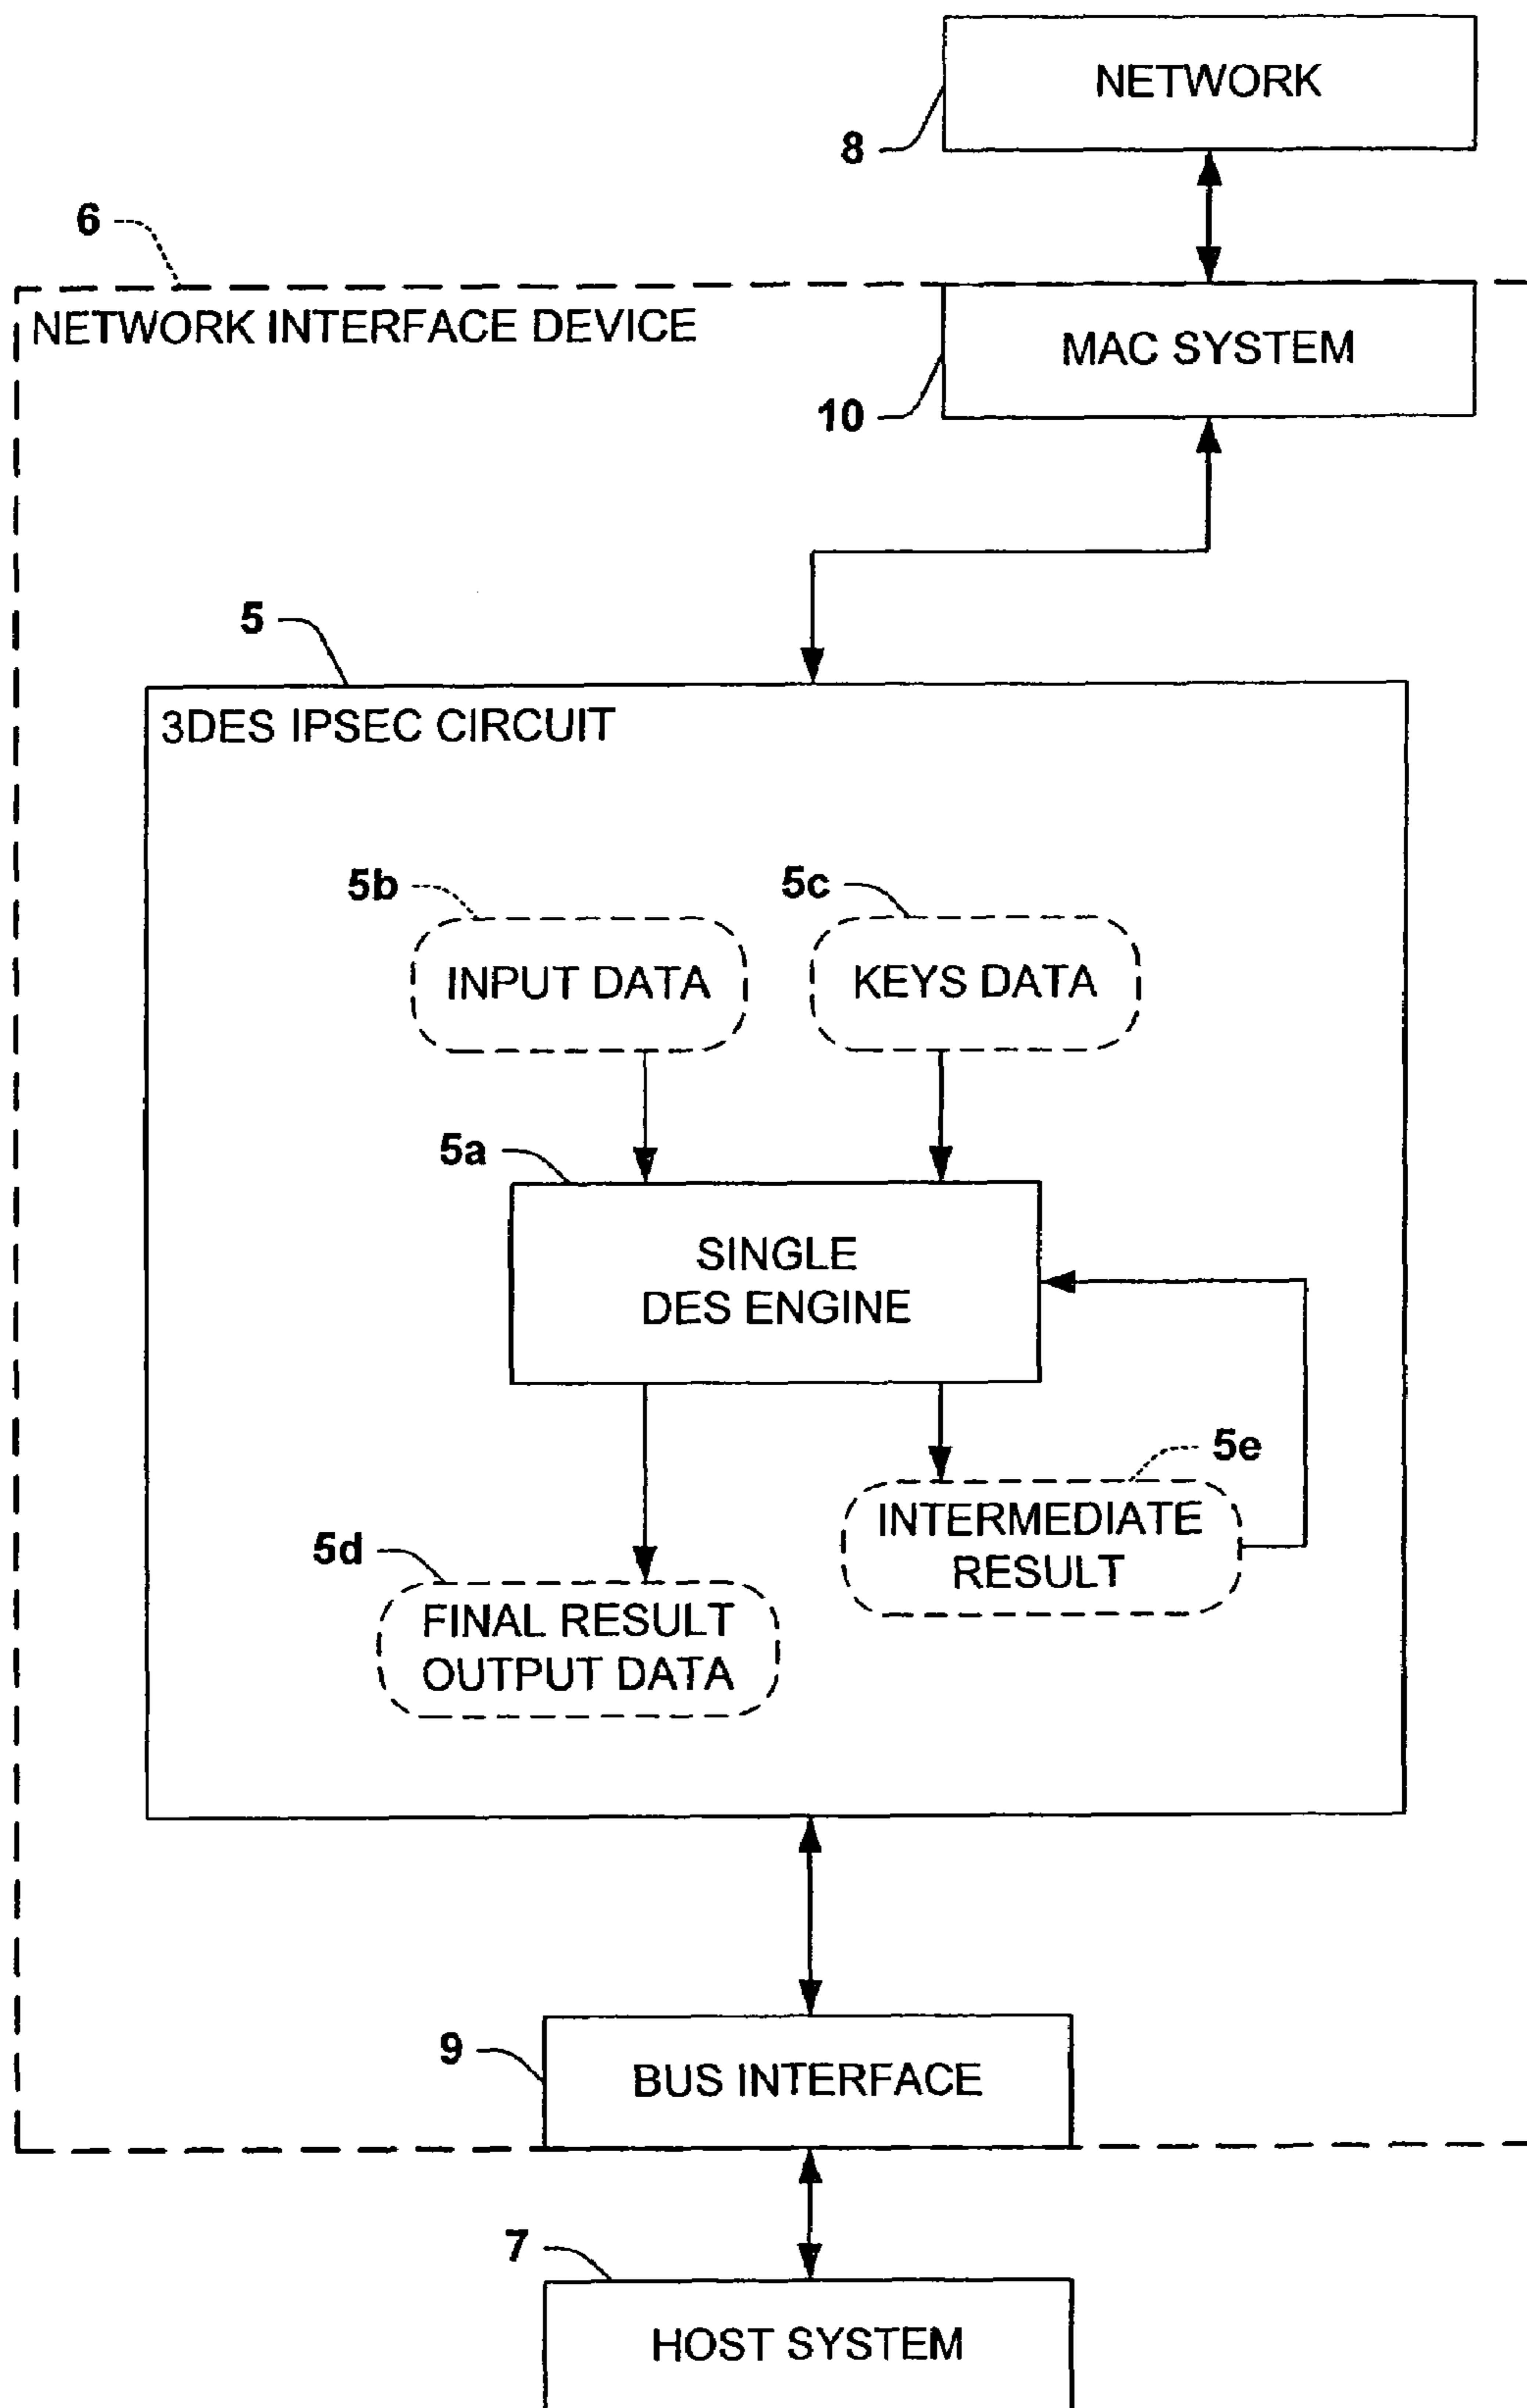 NETWORK
8
6
NETWORK INTERFACE DEVICE
MAC SYSTEM
10
5
3DES IPSEC CIRCUIT
5b
5c
INPUT DATA
KEYS DATA
5a
SINGLE
DES ENGINE
5e
INTERMEDIATE
RESULT
5d
FINAL RESULT
OUTPUT DATA
9
BUS INTERFACE
7
HOST SYSTEM